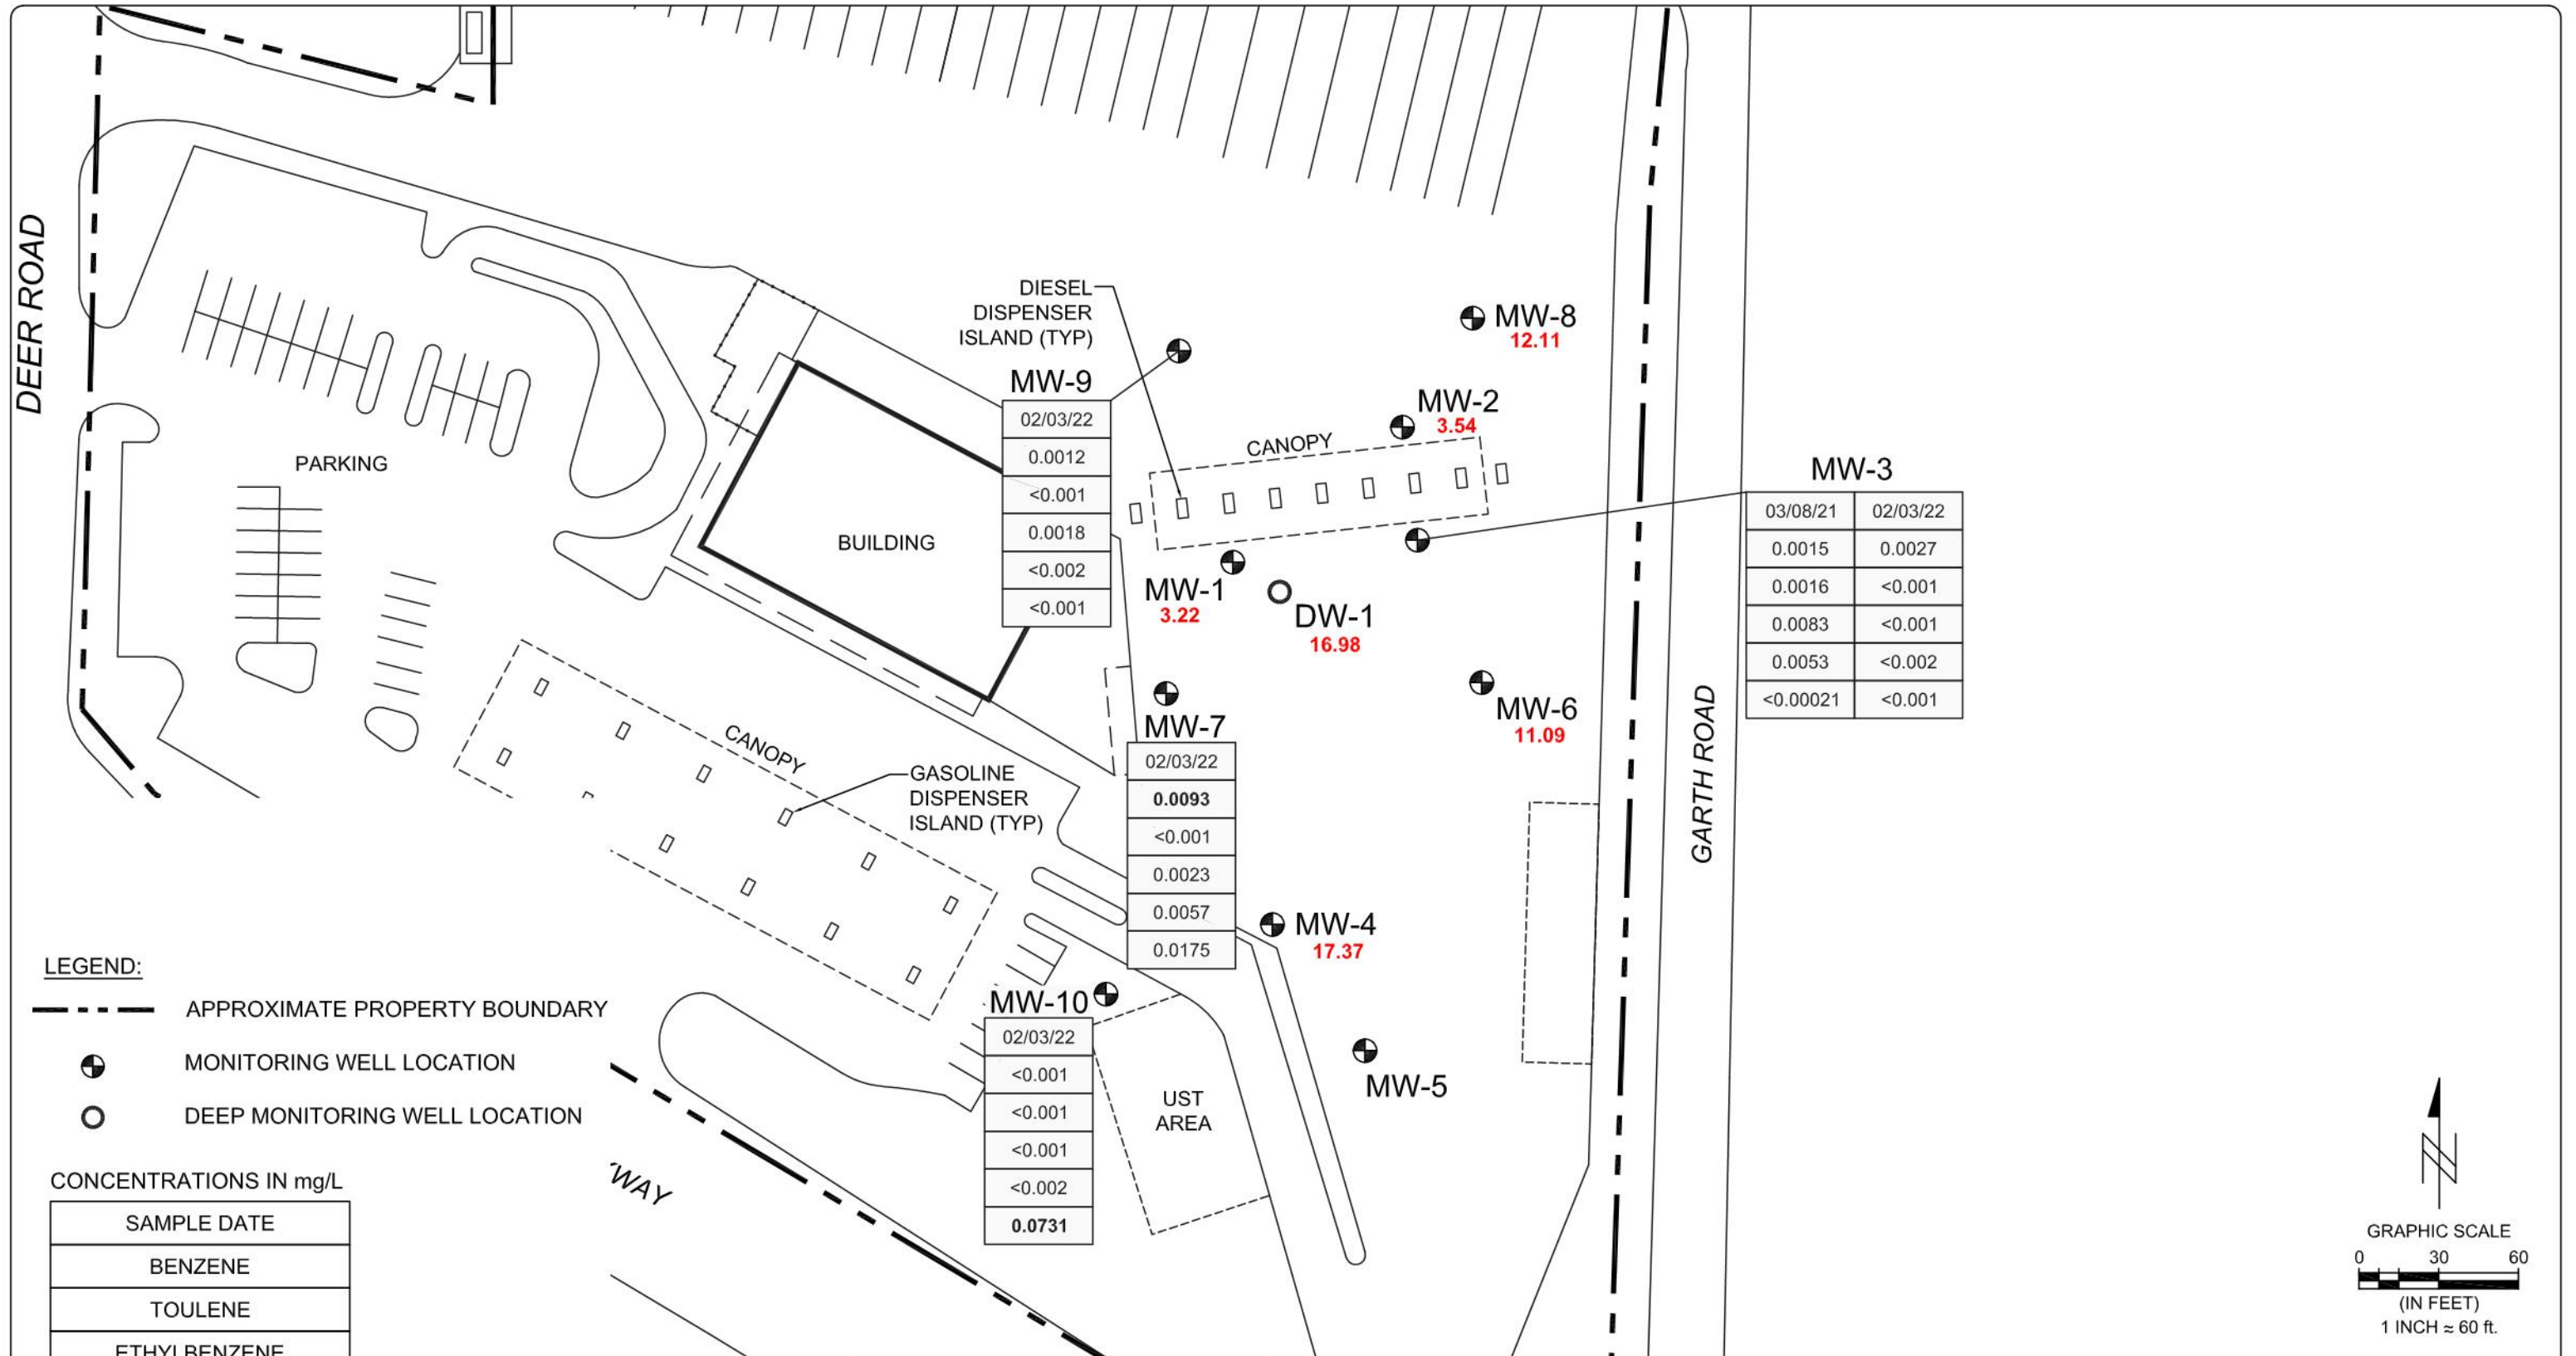 DEER ROAD
PARKING
BUILDING
DIESEL
DISPENSER
ISLAND (TYP)
MW-9
02/03/22
0.0012
<0.001
0.0018
<0.002
<0.001
MW-8
12.11
MW-2
3.54
CANOPY
MW-1
3.22
DW-1
16.98
MW-3
03/08/21 02/03/22
0.0015 0.0027
0.0016 <0.001
0.0083 <0.001
0.0053 <0.002
<0.00021 <0.001
MW-6
11.09
GARTH ROAD
MW-7
02/03/22
0.0093
<0.001
0.0023
0.0057
0.0175
CANOPY
GASOLINE
DISPENSER
ISLAND (TYP)
MW-4
17.37
MW-10
02/03/22
<0.001
<0.001
<0.001
<0.002
0.0731
MW-5
UST
AREA
WAY
LEGEND:
APPROXIMATE PROPERTY BOUNDARY
MONITORING WELL LOCATION
DEEP MONITORING WELL LOCATION
CONCENTRATIONS IN mg/L
SAMPLE DATE
BENZENE
TOULENE
ETHYLBENZENE
N
GRAPHIC SCALE
0 30 60
(IN FEET)
1 INCH ≈ 60 ft.